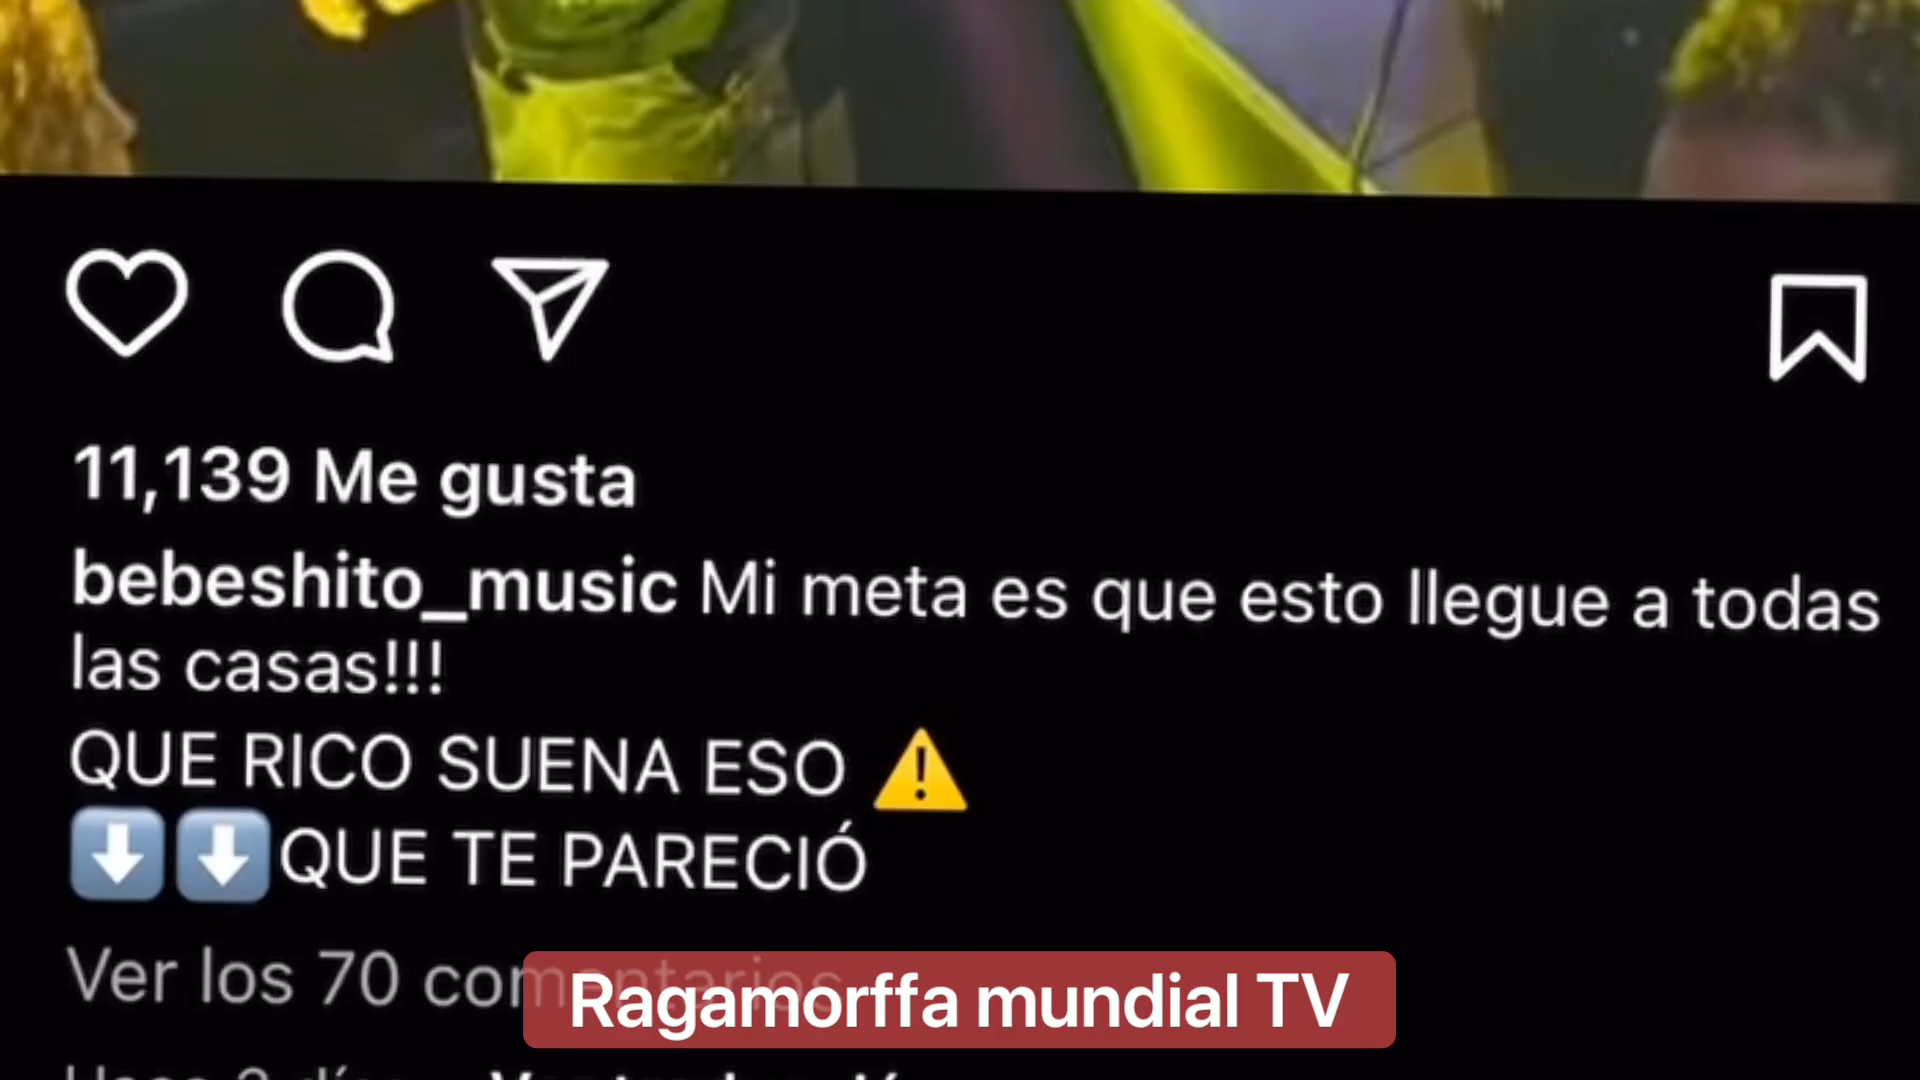 11,139 Me gusta
bebeshito_music Mi meta es que esto llegue a todas
las casas!!!
QUE RICO SUENA ESO ⚠️
⬇️⬇️QUE TE PARECIÓ
Ver los 70 comentarios
Ragamorffa mundial TV